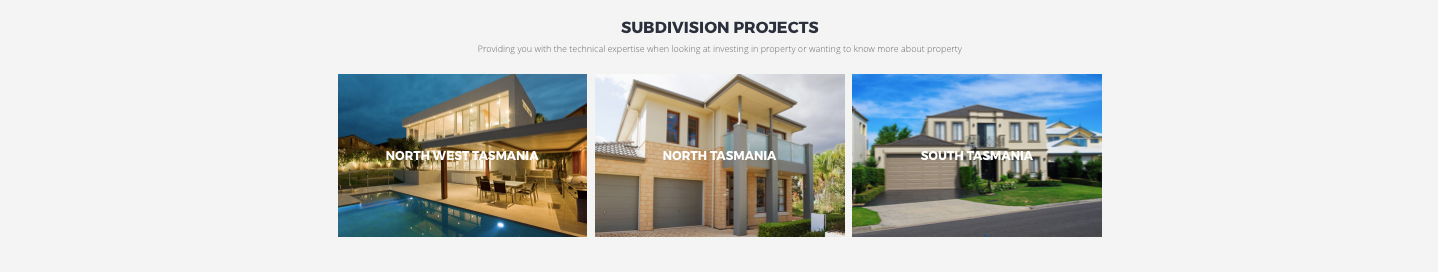 SUBDIVISION PROJECTS
Providing you with the technical expertise when looking at investing in property or wanting to know more about property
NORTH WEST TASMANIA
NORTH TASMANIA
SOUTH TASMANIA